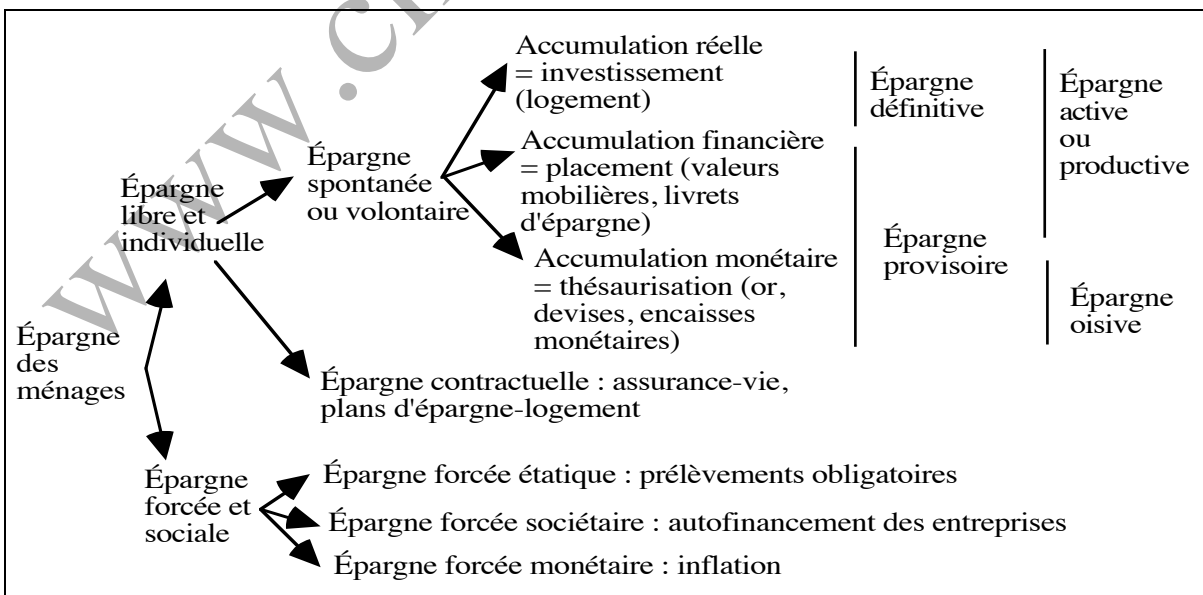 Accumulation réelle
= investissement
(logement)
Épargne
définitive
Épargne
active
ou
productive
Accumulation financière
= placement (valeurs
mobilières, livrets
d'épargne)
Épargne
spontanée
ou volontaire
Épargne
libre et
individuelle
Épargne
provisoire
Accumulation monétaire
= thésaurisation (or,
devises, encaisses
monétaires)
Épargne
oisive
Épargne
des
ménages
Épargne contractuelle : assurance-vie,
plans d'épargne-logement
Épargne
forcée et
sociale
Épargne forcée étatique : prélèvements obligatoires
Épargne forcée sociétaire : autofinancement des entreprises
Épargne forcée monétaire : inflation